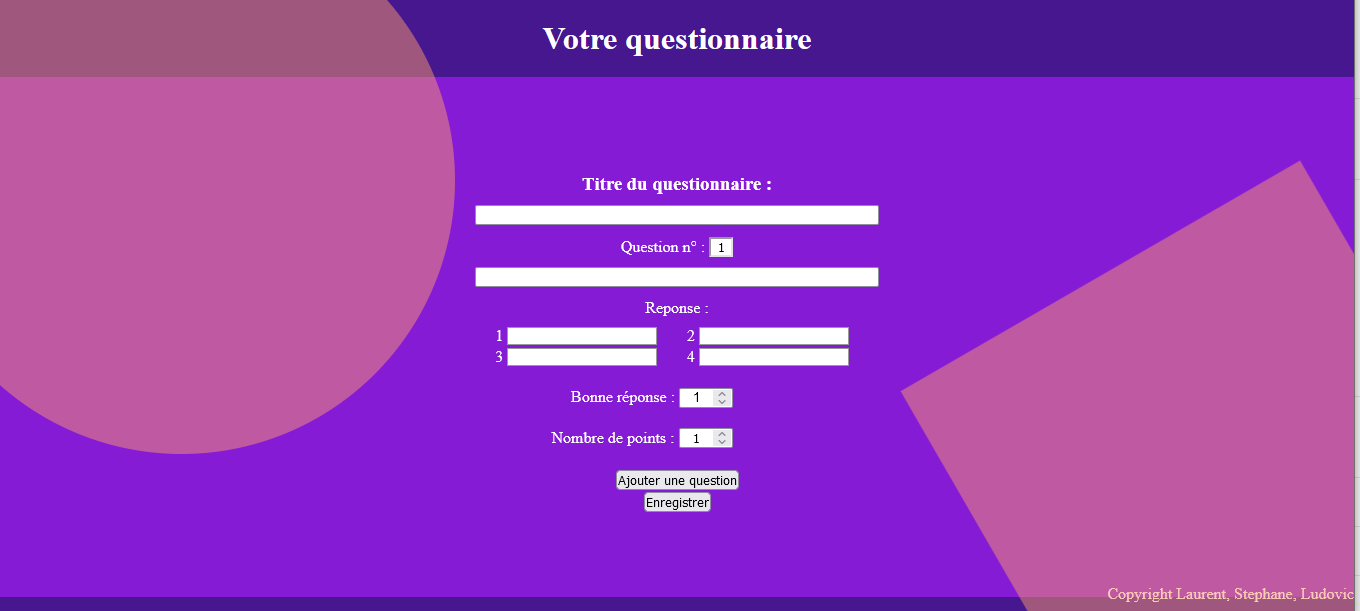 Votre questionnaire
Titre du questionnaire :
Question n° : 1
Reponse :
1 2
3 4
Bonne réponse : 1
Nombre de points : 1
Ajouter une question
Enregistrer
Copyright Laurent, Stephane, Ludovic